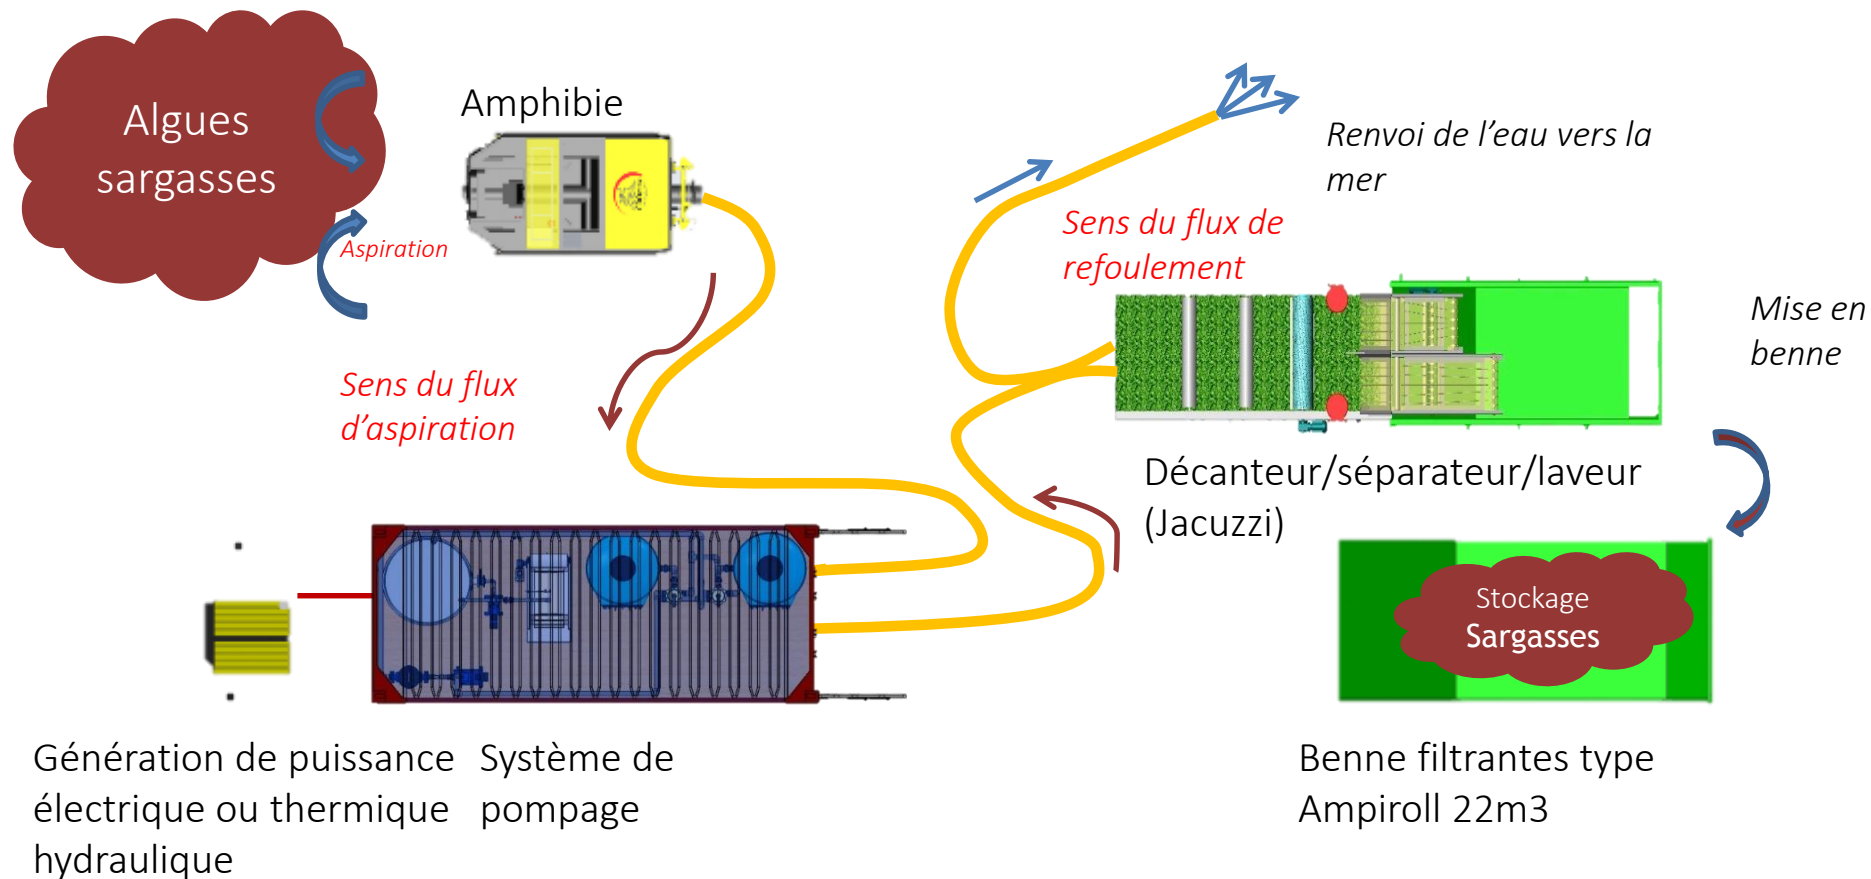 Algues
sargasses
Amphibie
Aspiration
Sens du flux
d’aspiration
Renvoi de l’eau vers la
mer
Sens du flux de
refoulement
Mise en
benne
Décanteur/séparateur/laveur
(Jacuzzi)
Stockage
Sargasses
Génération de puissance
électrique ou thermique
hydraulique
Système de
pompage
Benne filtrantes type
Ampiroll 22m3